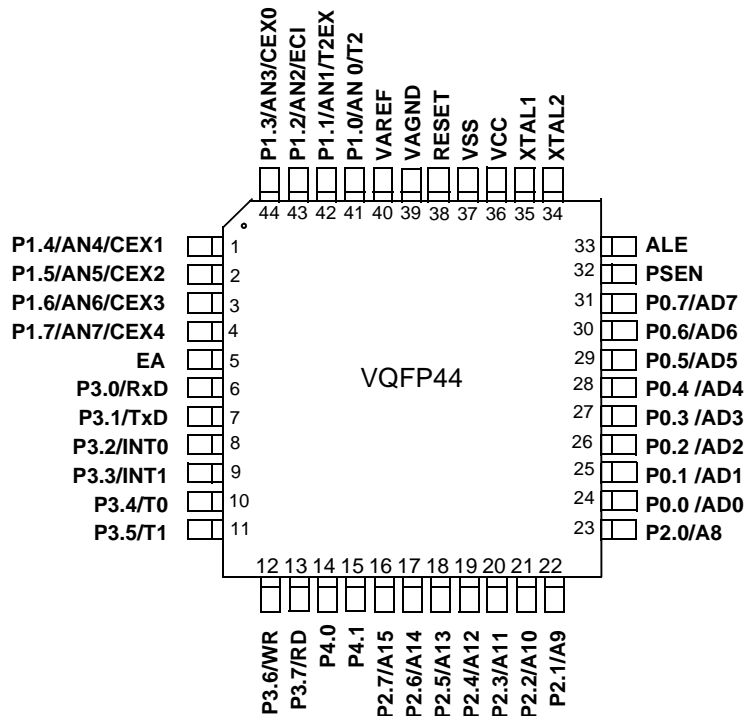 P1.3/AN3/CEX0
P1.2/AN2/ECI
P1.1/AN1/T2EX
P1.0/AN 0/T2
VAREF
VAGND
RESET
VSS
VCC
XTAL1
XTAL2
44 43 42 41 40 39 38 37 36 35 34
P1.4/AN4/CEX1 1
P1.5/AN5/CEX2 2
P1.6/AN6/CEX3 3
P1.7/AN7/CEX4 4
EA 5
P3.0/RxD 6
P3.1/TxD 7
P3.2/INT0 8
P3.3/INT1 9
P3.4/T0 10
P3.5/T1 11
VQFP44
33 ALE
32 PSEN
31 P0.7/AD7
30 P0.6/AD6
29 P0.5/AD5
28 P0.4 /AD4
27 P0.3 /AD3
26 P0.2 /AD2
25 P0.1 /AD1
24 P0.0 /AD0
23 P2.0/A8
12 13 14 15 16 17 18 19 20 21 22
P3.6/WR
P3.7/RD
P4.0
P4.1
P2.7/A15
P2.6/A14
P2.5/A13
P2.4/A12
P2.3/A11
P2.2/A10
P2.1/A9